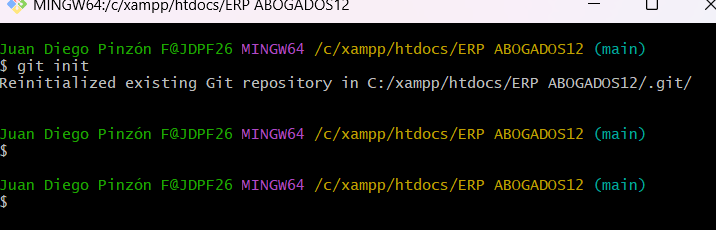 MINGW64:/c/xampp/htdocs/ERP ABOGADOS12
Juan Diego Pinzón F@JDPF26 MINGW64 /c/xampp/htdocs/ERP ABOGADOS12 (main)
$ git init
Reinitialized existing Git repository in C:/xampp/htdocs/ERP ABOGADOS12/.git/
Juan Diego Pinzón F@JDPF26 MINGW64 /c/xampp/htdocs/ERP ABOGADOS12 (main)
$
Juan Diego Pinzón F@JDPF26 MINGW64 /c/xampp/htdocs/ERP ABOGADOS12 (main)
$